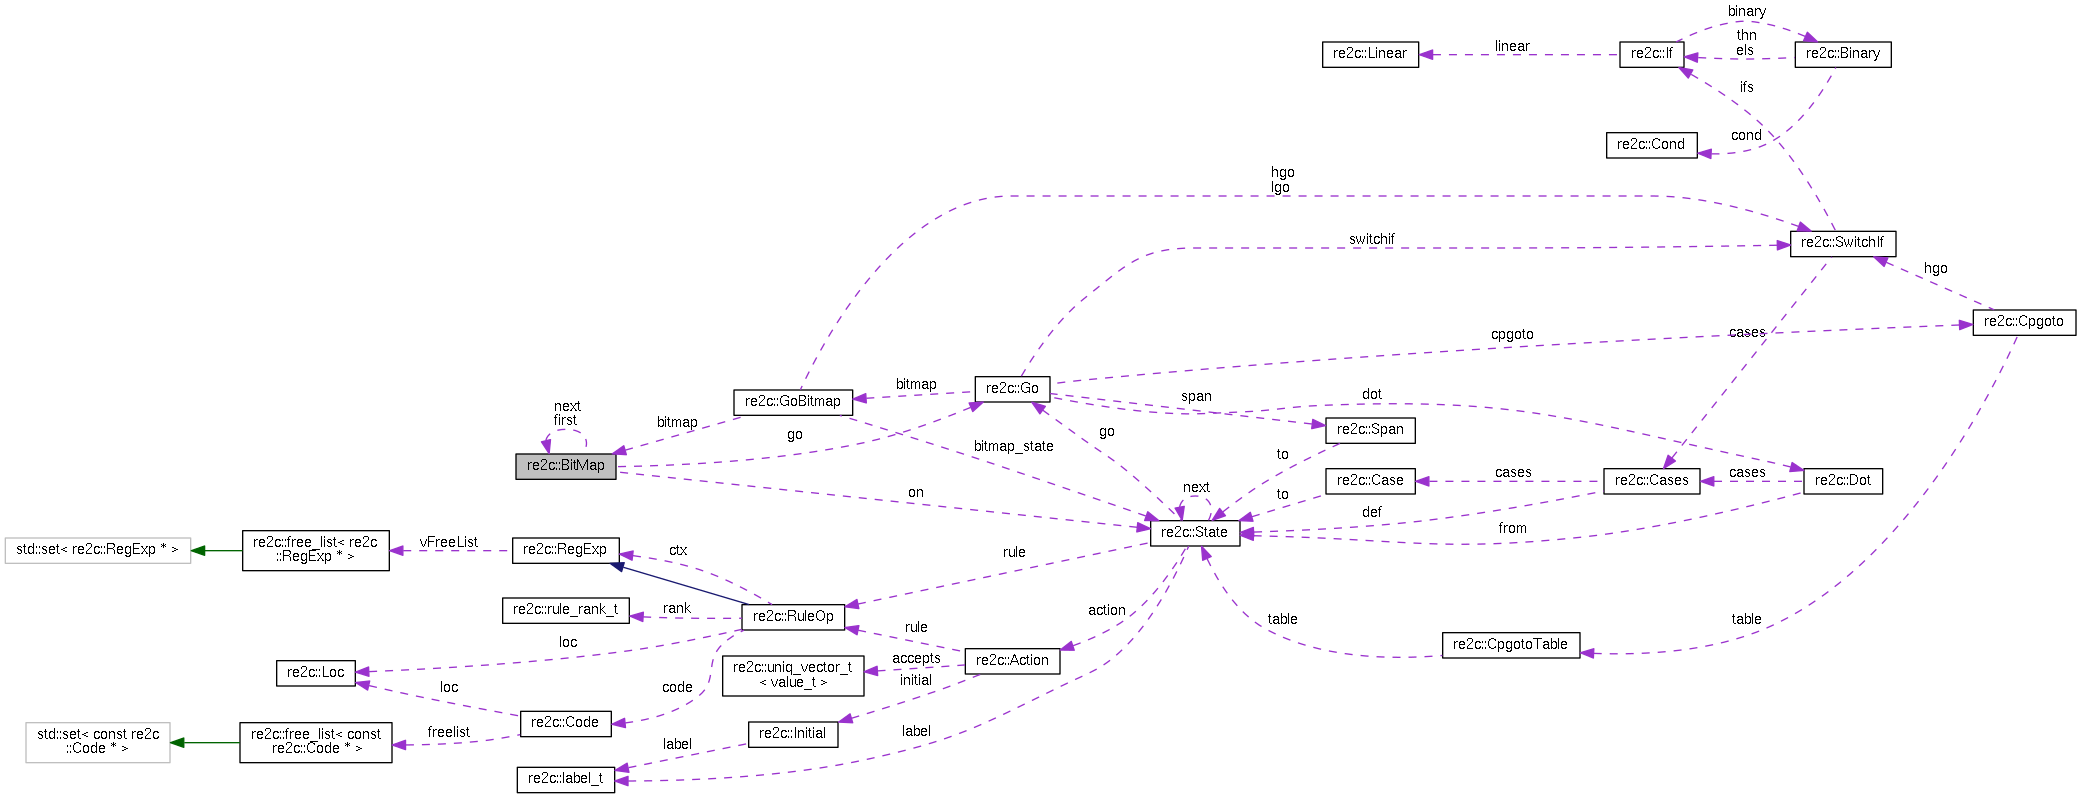 binary
thn
els
re2c::Linear
linear
re2c::If
re2c::Binary
ifs
cond
re2c::Cond
hgo
lgo
switchif
re2c::SwitchIf
hgo
cpgoto
cases
re2c::Cpgoto
bitmap
re2c::Go
re2c::GoBitmap
span
dot
next
first
bitmap
go
go
bitmap_state
re2c::Span
to
re2c::BitMap
on
next
to
re2c::Case
cases
re2c::Cases
cases
re2c::Dot
def
from
re2c::State
std::set< re2c::RegExp * >
re2c::free_list< re2c
::RegExp * >
vFreeList
re2c::RegExp
ctx
rule
re2c::rule_rank_t
rank
re2c::RuleOp
action
rule
table
table
re2c::CpgotoTable
loc
re2c::Loc
loc
code
re2c::uniq_vector_t
< value_t >
accepts
initial
re2c::Action
std::set< const re2c
::Code * >
re2c::free_list< const
re2c::Code * >
freelist
re2c::Code
re2c::Initial
label
label
re2c::label_t